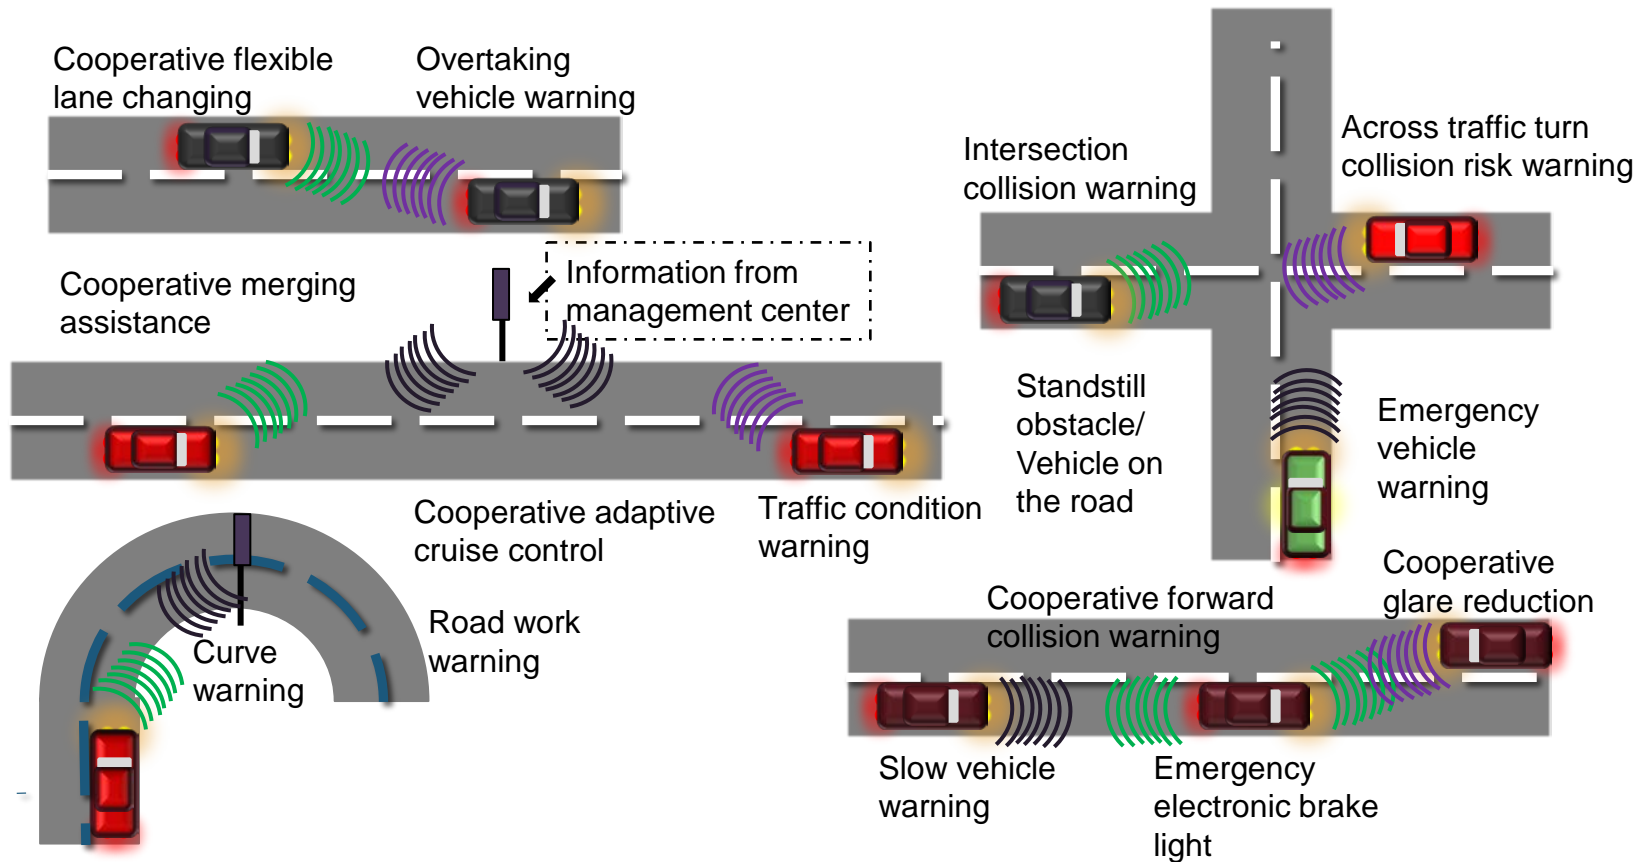 Cooperative flexible
lane changing
Overtaking
vehicle warning
Intersection
collision warning
Across traffic turn
collision risk warning
Cooperative merging
assistance
Information from
management center
Standstill
obstacle/
Vehicle on
the road
Emergency
vehicle
warning
Cooperative adaptive
cruise control
Traffic condition
warning
Curve
warning
Road work
warning
Cooperative forward
collision warning
Cooperative
glare reduction
Slow vehicle
warning
Emergency
electronic brake
light